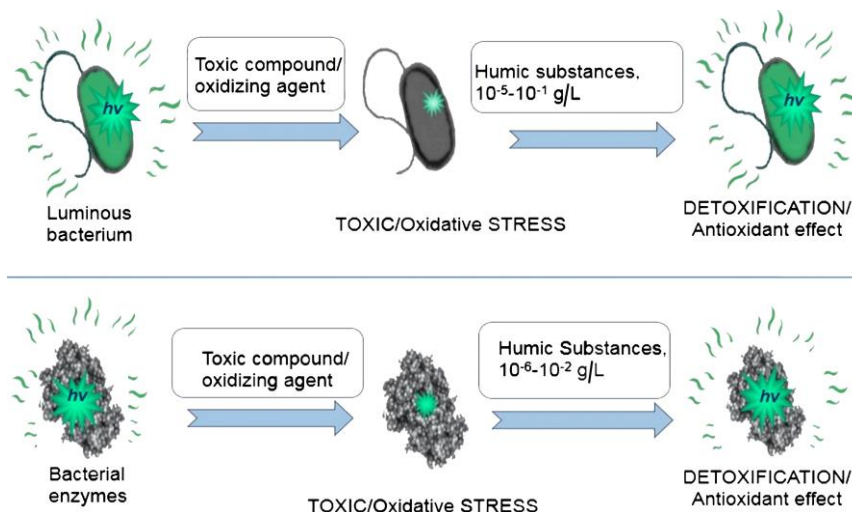 Toxic compound/
oxidizing agent
Humic substances,
10⁻⁵-10⁻¹ g/L
hv
hv
Luminous
bacterium
TOXIC/Oxidative STRESS
DETOXIFICATION/
Antioxidant effect
Toxic compound/
oxidizing agent
Humic Substances,
10⁻⁶-10⁻² g/L
hv
hv
Bacterial
enzymes
TOXIC/Oxidative STRESS
DETOXIFICATION/
Antioxidant effect